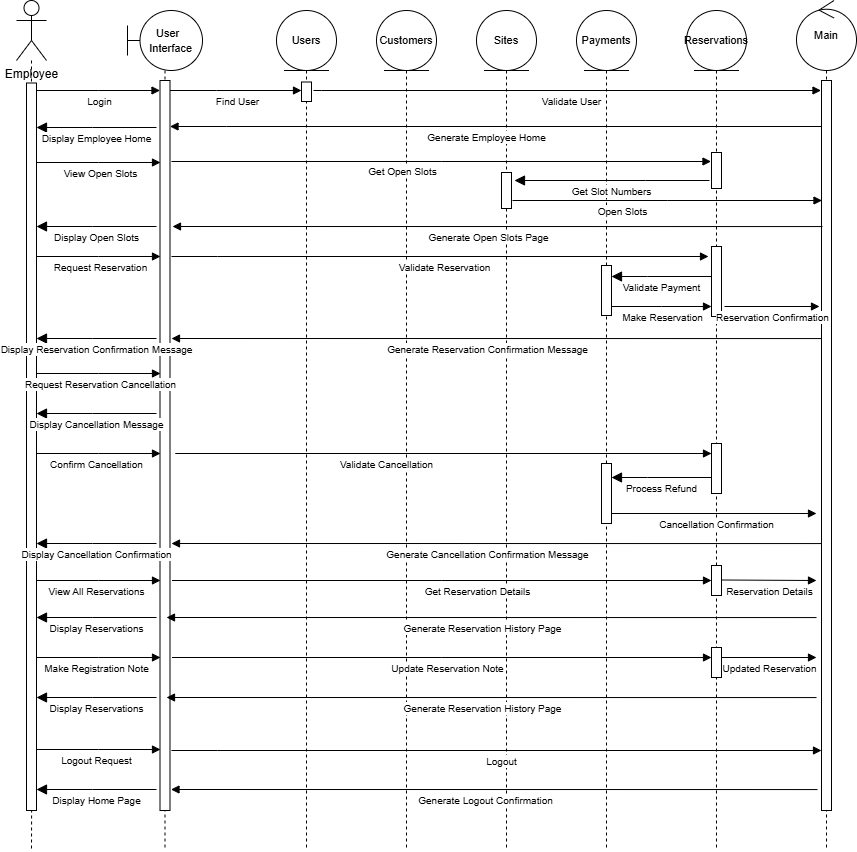 User
Interface
Users
Customers
Sites
Payments
Reservations
Main
Employee
Login
Find User
Validate User
Display Employee Home
Generate Employee Home
View Open Slots
Get Open Slots
Get Slot Numbers
Open Slots
Display Open Slots
Generate Open Slots Page
Request Reservation
Validate Reservation
Validate Payment
Make Reservation
Reservation Confirmation
Display Reservation Confirmation Message
Generate Reservation Confirmation Message
Request Reservation Cancellation
Display Cancellation Message
Confirm Cancellation
Validate Cancellation
Process Refund
Cancellation Confirmation
Display Cancellation Confirmation
Generate Cancellation Confirmation Message
View All Reservations
Get Reservation Details
Reservation Details
Display Reservations
Generate Reservation History Page
Make Registration Note
Update Reservation Note
Updated Reservation
Display Reservations
Generate Reservation History Page
Logout Request
Logout
Display Home Page
Generate Logout Confirmation